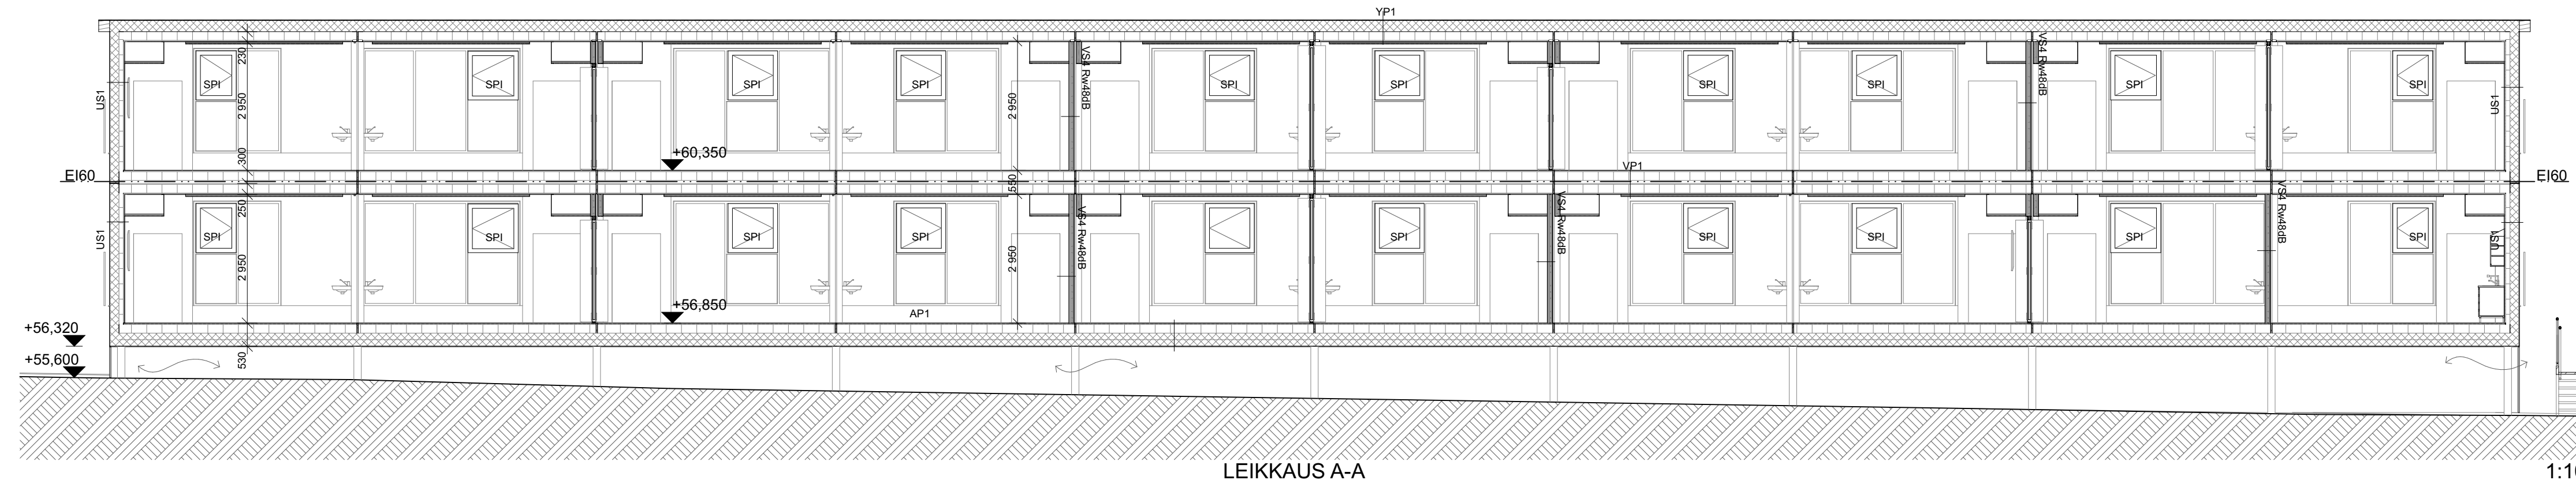 YP1
230
SPI
SPI
SPI
SPI
SPI
SPI
SPI
SPI
SPI
SPI
US1
2 950
2 950
VS4 Rw48dB
VS4 Rw48dB
US1
300
+60,350
VP1
EI60
550
EI60
250
SPI
SPI
SPI
SPI
SPI
SPI
SPI
SPI
SPI
US1
2 950
2 950
VS4 Rw48dB
VS4 Rw48dB
VS4 Rw48dB
US1
+56,850
AP1
+56,320
+55,600
530
LEIKKAUS A-A